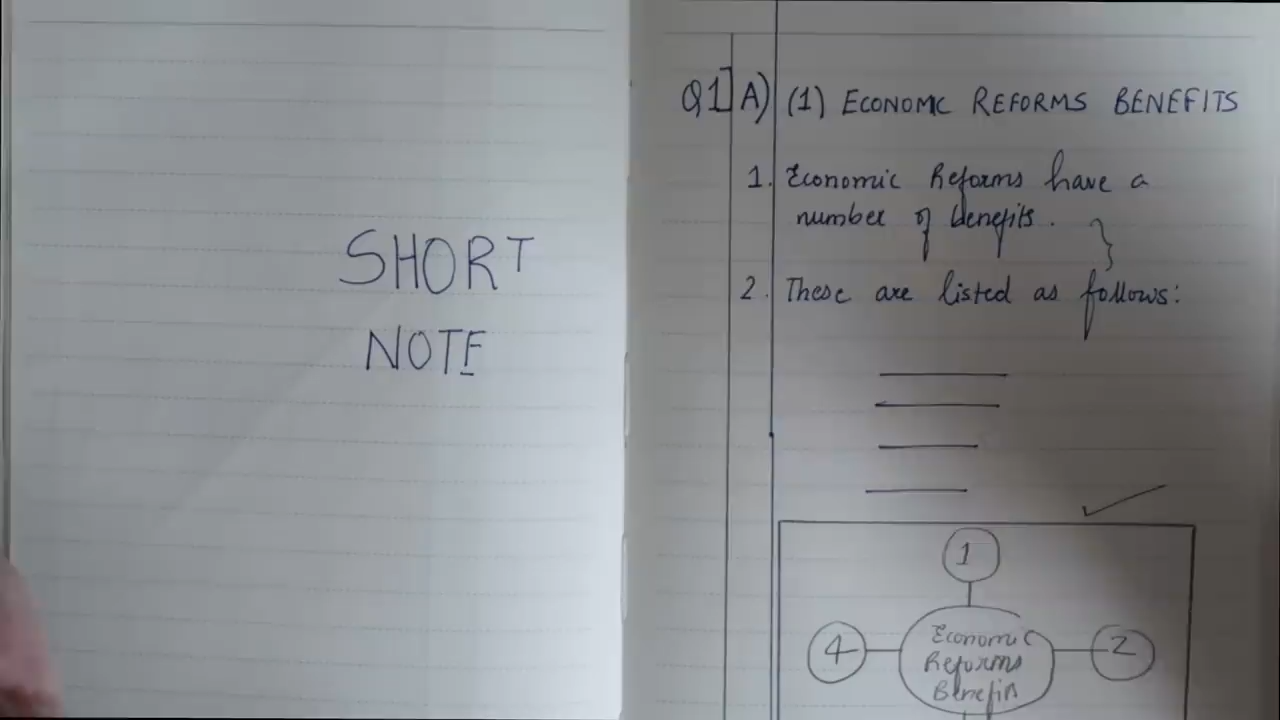 SHORT
NOTE
Q1] A) (1) ECONOMIC REFORMS BENEFITS
1. Economic Reforms have a
number of benefits.
2. These are listed as follows:
1
4
Economic
Reforms
Benefits
2